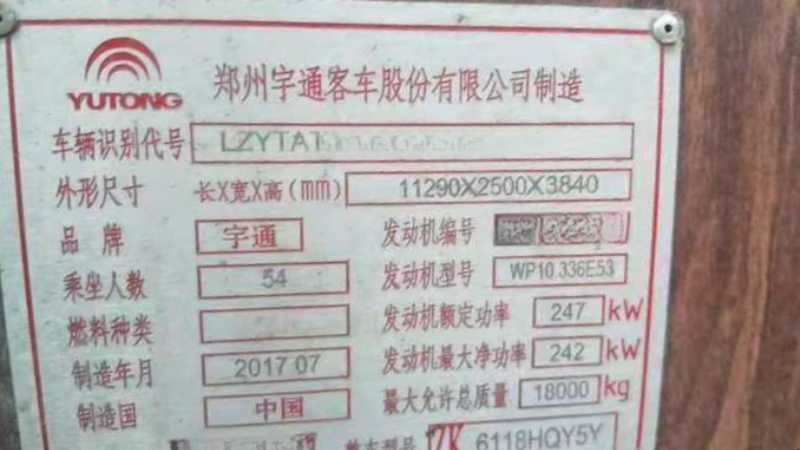 YUTONG
郑州宇通客车股份有限公司制造
车辆识别代号 LZYTAT
外形尺寸 长X宽X高(mm) 11290X2500X3840
品牌 宇通 发动机编号
乘坐人数 54 发动机型号 WP10.336E53
燃料种类 发动机额定功率 247 kW
制造年月 2017 07 发动机最大净功率 242 kW
制造国 中国 最大允许总质量 18000 kg
整车型号 ZK 6118HQY5Y